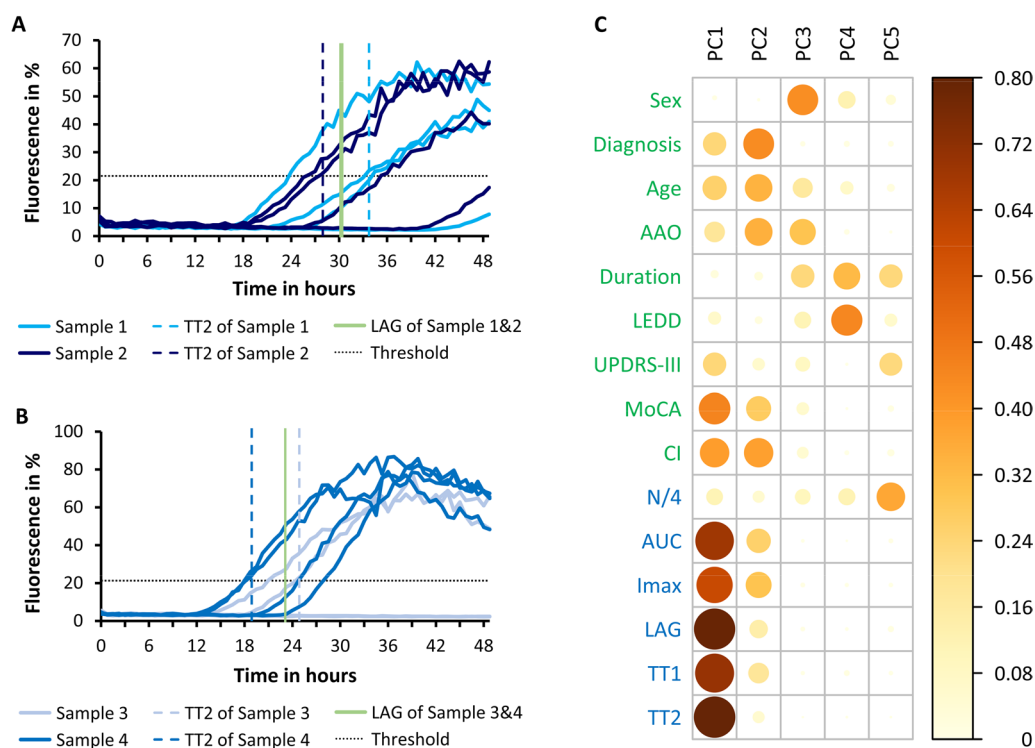 A
Fluorescence in %
70
60
50
40
30
20
10
0
0 6 12 18 24 30 36 42 48
Time in hours
Sample 1 TT2 of Sample 1 LAG of Sample 1&2
Sample 2 TT2 of Sample 2 Threshold
B
Fluorescence in %
100
80
60
40
20
0
0 6 12 18 24 30 36 42 48
Time in hours
Sample 3 TT2 of Sample 3 LAG of Sample 3&4
Sample 4 TT2 of Sample 4 Threshold
C
PC1 PC2 PC3 PC4 PC5
Sex
Diagnosis
Age
AAO
Duration
LEDD
UPDRS-III
MoCA
CI
N/4
AUC
Imax
LAG
TT1
TT2
0.80
0.72
0.64
0.56
0.48
0.40
0.32
0.24
0.16
0.08
0